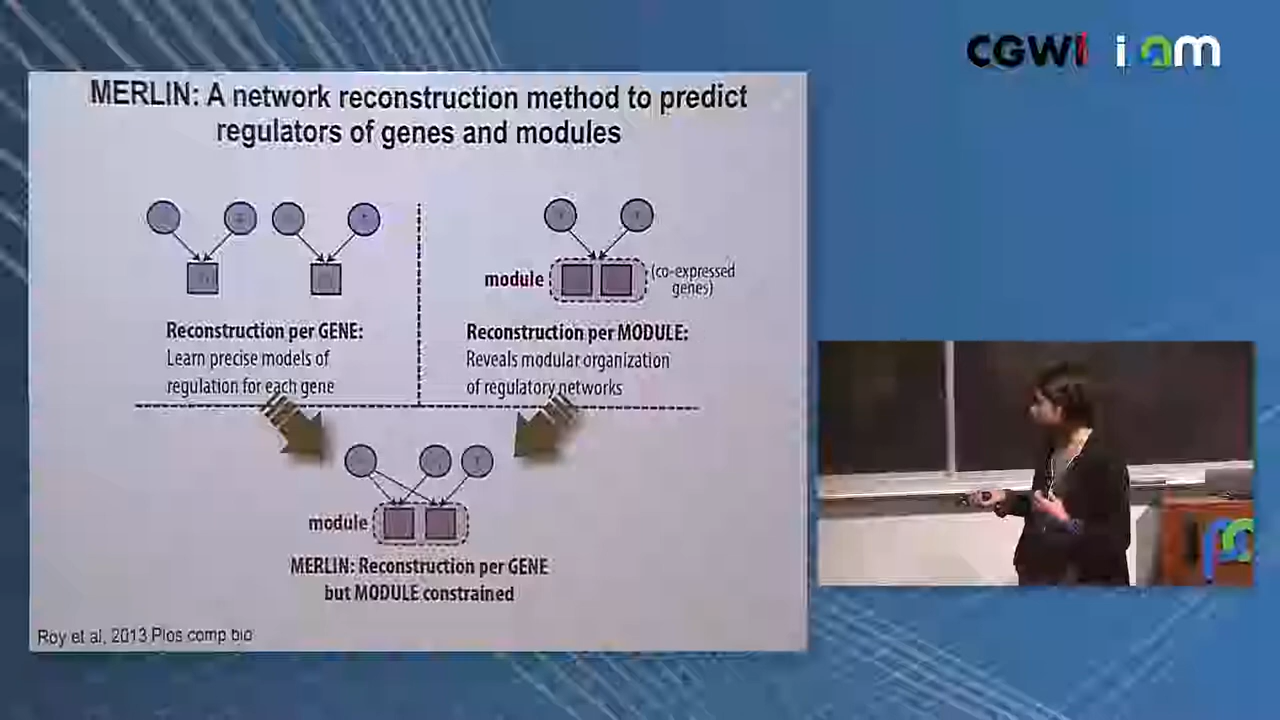 CGWI ipam
MERLIN: A network reconstruction method to predict
regulators of genes and modules
module
(co-expressed
genes)
Reconstruction per GENE:
Learn precise models of
regulation for each gene
Reconstruction per MODULE:
Reveals modular organization
of regulatory networks
module
MERLIN: Reconstruction per GENE
but MODULE constrained
Roy et al, 2013 Plos comp bio